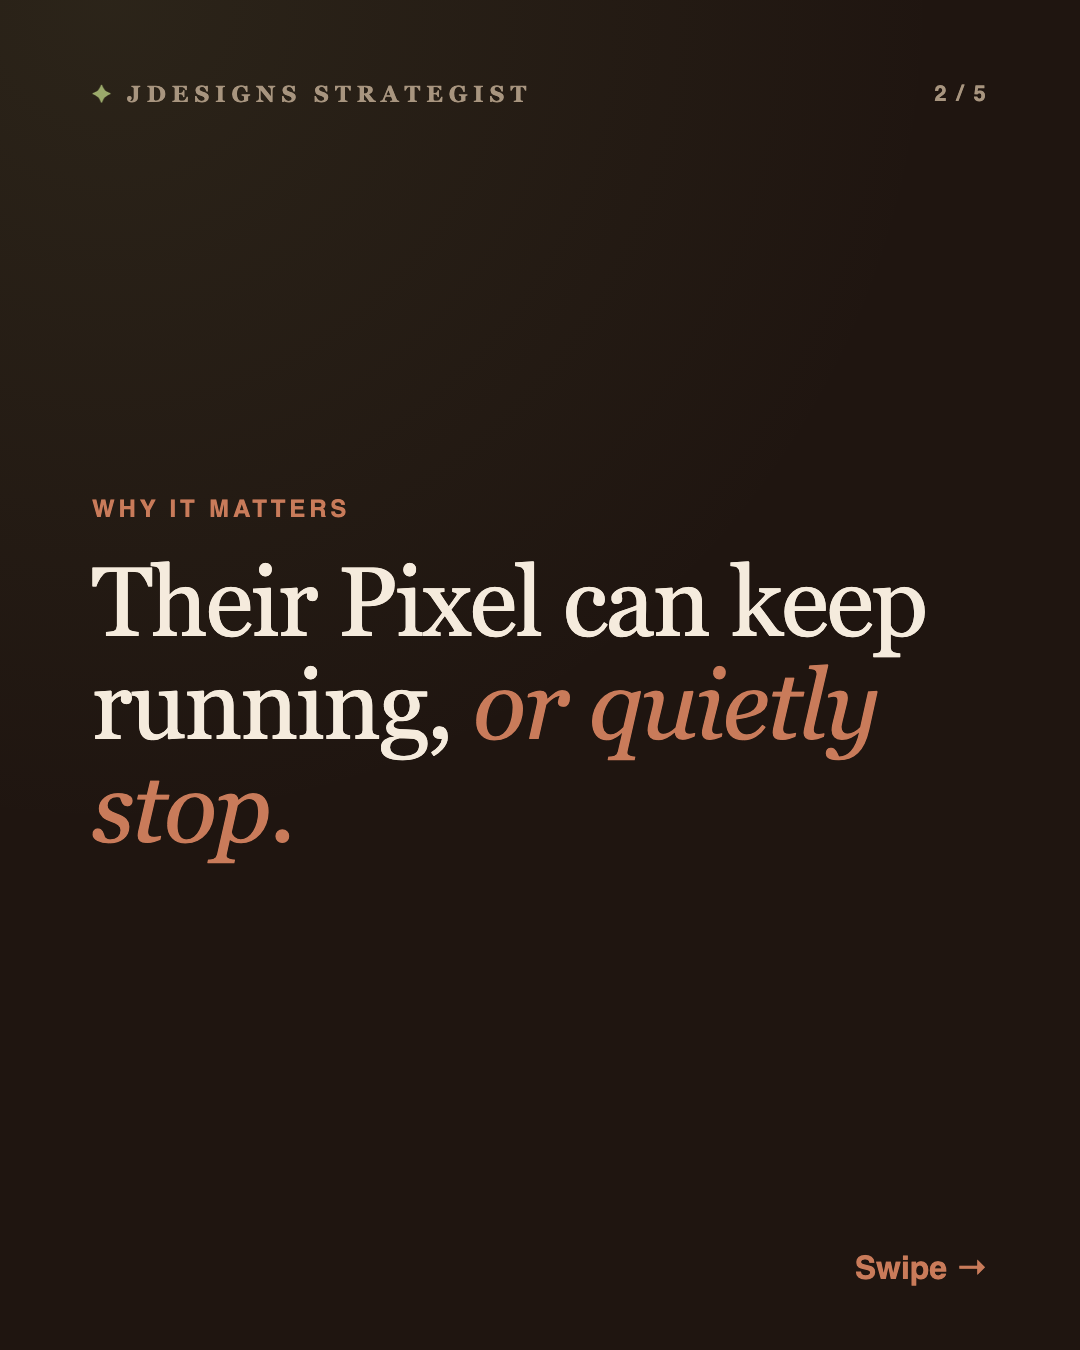 ✦ JDESIGNS STRATEGIST
2 / 5
WHY IT MATTERS
Their Pixel can keep
running, or quietly
stop.
Swipe →